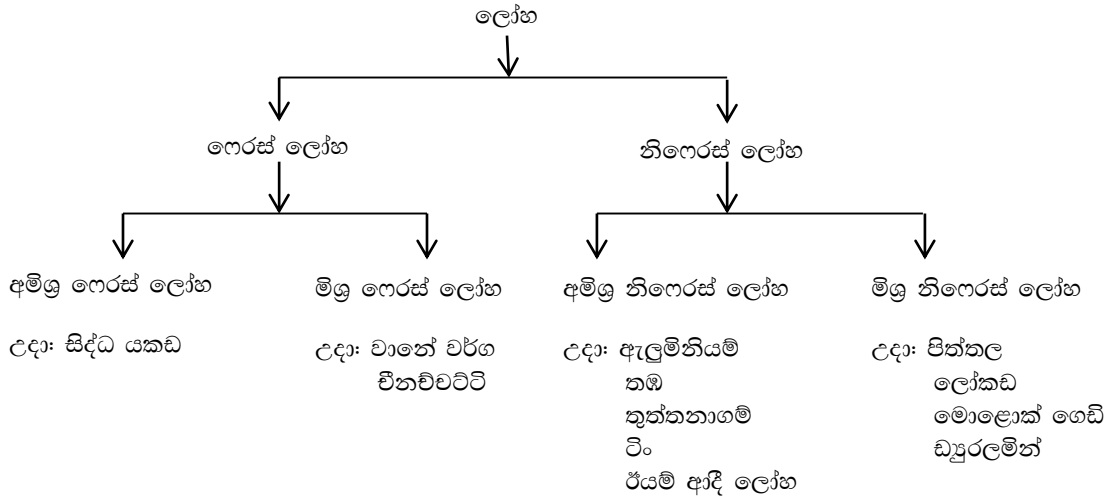 ලෝහ
ෆෙරස් ලෝහ
නිෆෙරස් ලෝහ
අමිශ්‍ර ෆෙරස් ලෝහ
උදා: සිද්ධ යකඩ
මිශ්‍ර ෆෙරස් ලෝහ
උදා: වානේ වර්ග
චීනච්චට්ටි
අමිශ්‍ර නිෆෙරස් ලෝහ
උදා: ඇලුමිනියම්
තඹ
තුත්තනාගම්
ටිං
ඊයම් ආදී ලෝහ
මිශ්‍ර නිෆෙරස් ලෝහ
උදා: පිත්තල
ලෝකඩ
මොළොක් ගෙඩි
ඩ්‍යුරලමින්